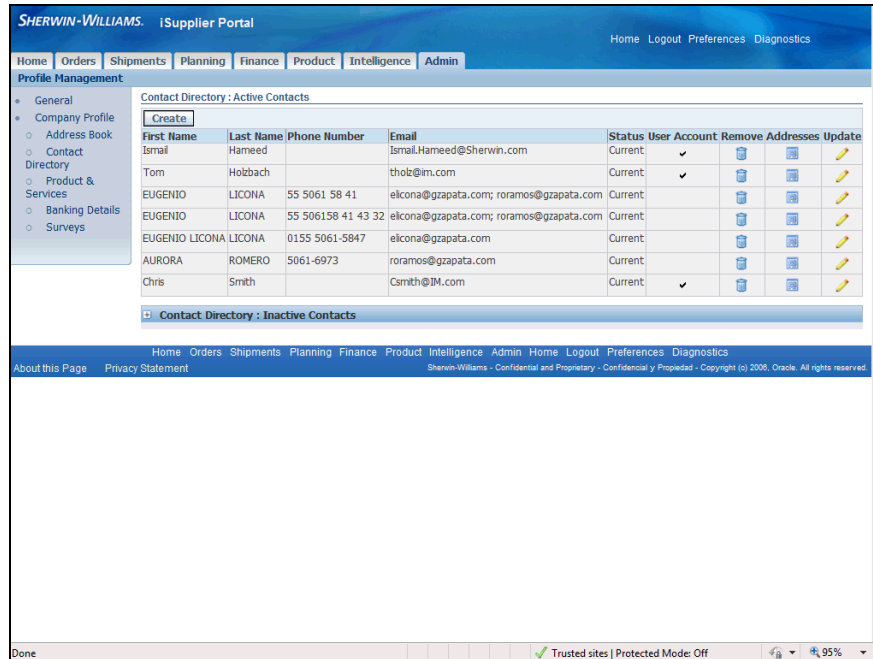 SHERWIN-WILLIAMS. iSupplier Portal
Home Logout Preferences Diagnostics
Home Orders Shipments Planning Finance Product Intelligence Admin
Profile Management
General
Company Profile
Address Book
Contact Directory
Product & Services
Banking Details
Surveys
Contact Directory : Active Contacts
Create
First Name Last Name Phone Number Email Status User Account Remove Addresses Update
Ismail Hameed Ismail.Hameed@Sherwin.com Current
Tom Holzbach tholz@im.com Current
EUGENIO LICONA 55 5061 58 41 elicona@gzapata.com; roramos@gzapata.com Current
EUGENIO LICONA 55 506158 41 43 32 elicona@gzapata.com; roramos@gzapata.com Current
EUGENIO LICONA LICONA 0155 5061-5847 elicona@gzapata.com Current
AURORA ROMERO 5061-6973 roramos@gzapata.com Current
Chris Smith Csmith@IM.com Current
Contact Directory : Inactive Contacts
Home Orders Shipments Planning Finance Product Intelligence Admin Home Logout Preferences Diagnostics
About this Page Privacy Statement Sherwin-Williams - Confidential and Proprietary - Confidencial y Propiedad - Copyright (c) 2006, Oracle. All rights reserved.
Done Trusted sites | Protected Mode: Off 95%